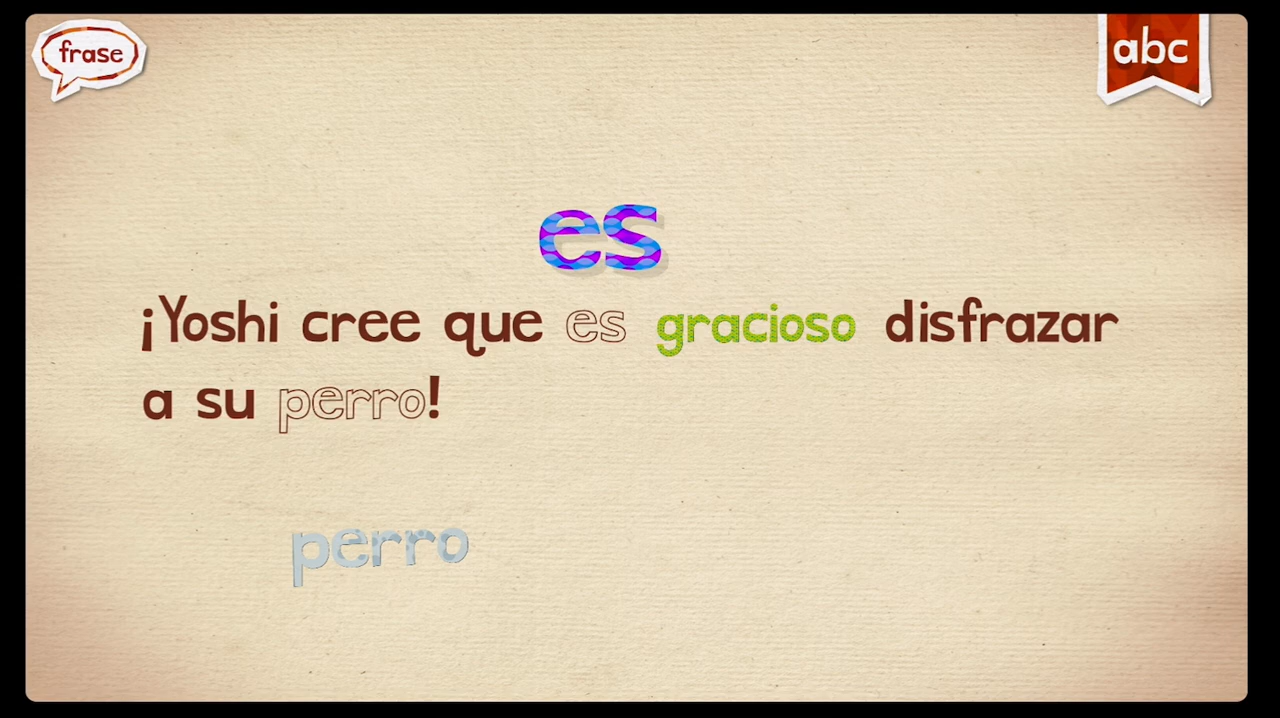 frase
abc
es
¡Yoshi cree que es gracioso disfrazar
a su perro!
perro